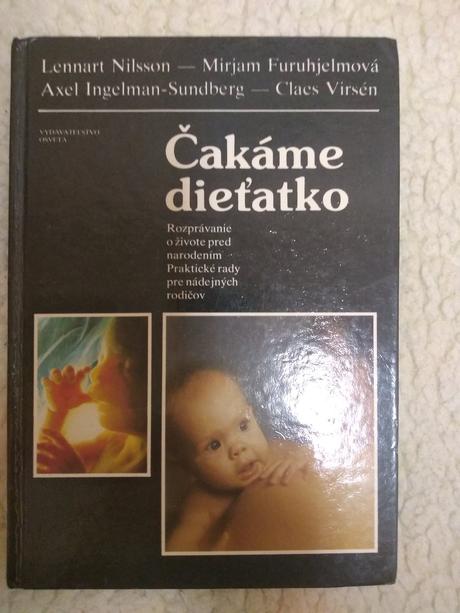 Lennart Nilsson — Mirjam Furuhjelmová
Axel Ingelman-Sundberg — Claes Virsén
VYDAVATEĽSTVO
OSVETA
Čakáme
dieťatko
Rozprávanie
o živote pred
narodením
Praktické rady
pre nádejných
rodičov